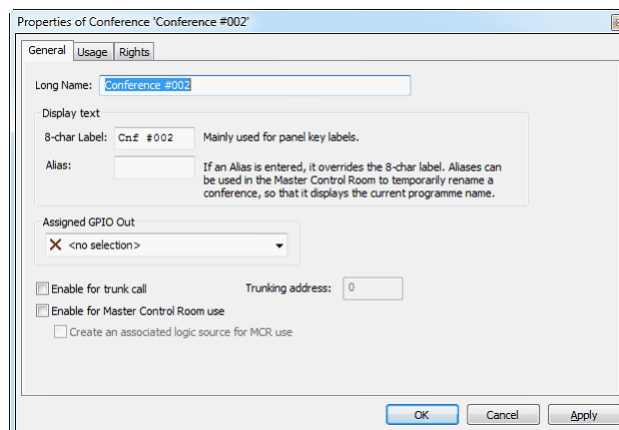 Properties of Conference 'Conference #002'
General Usage Rights
Long Name: Conference #002
Display text
8-char Label: Cnf #002 Mainly used for panel key labels.
Alias: If an Alias is entered, it overrides the 8-char label. Aliases can
be used in the Master Control Room to temporarily rename a
conference, so that it displays the current programme name.
Assigned GPIO Out
<no selection>
Enable for trunk call Trunking address: 0
Enable for Master Control Room use
Create an associated logic source for MCR use
OK Cancel Apply